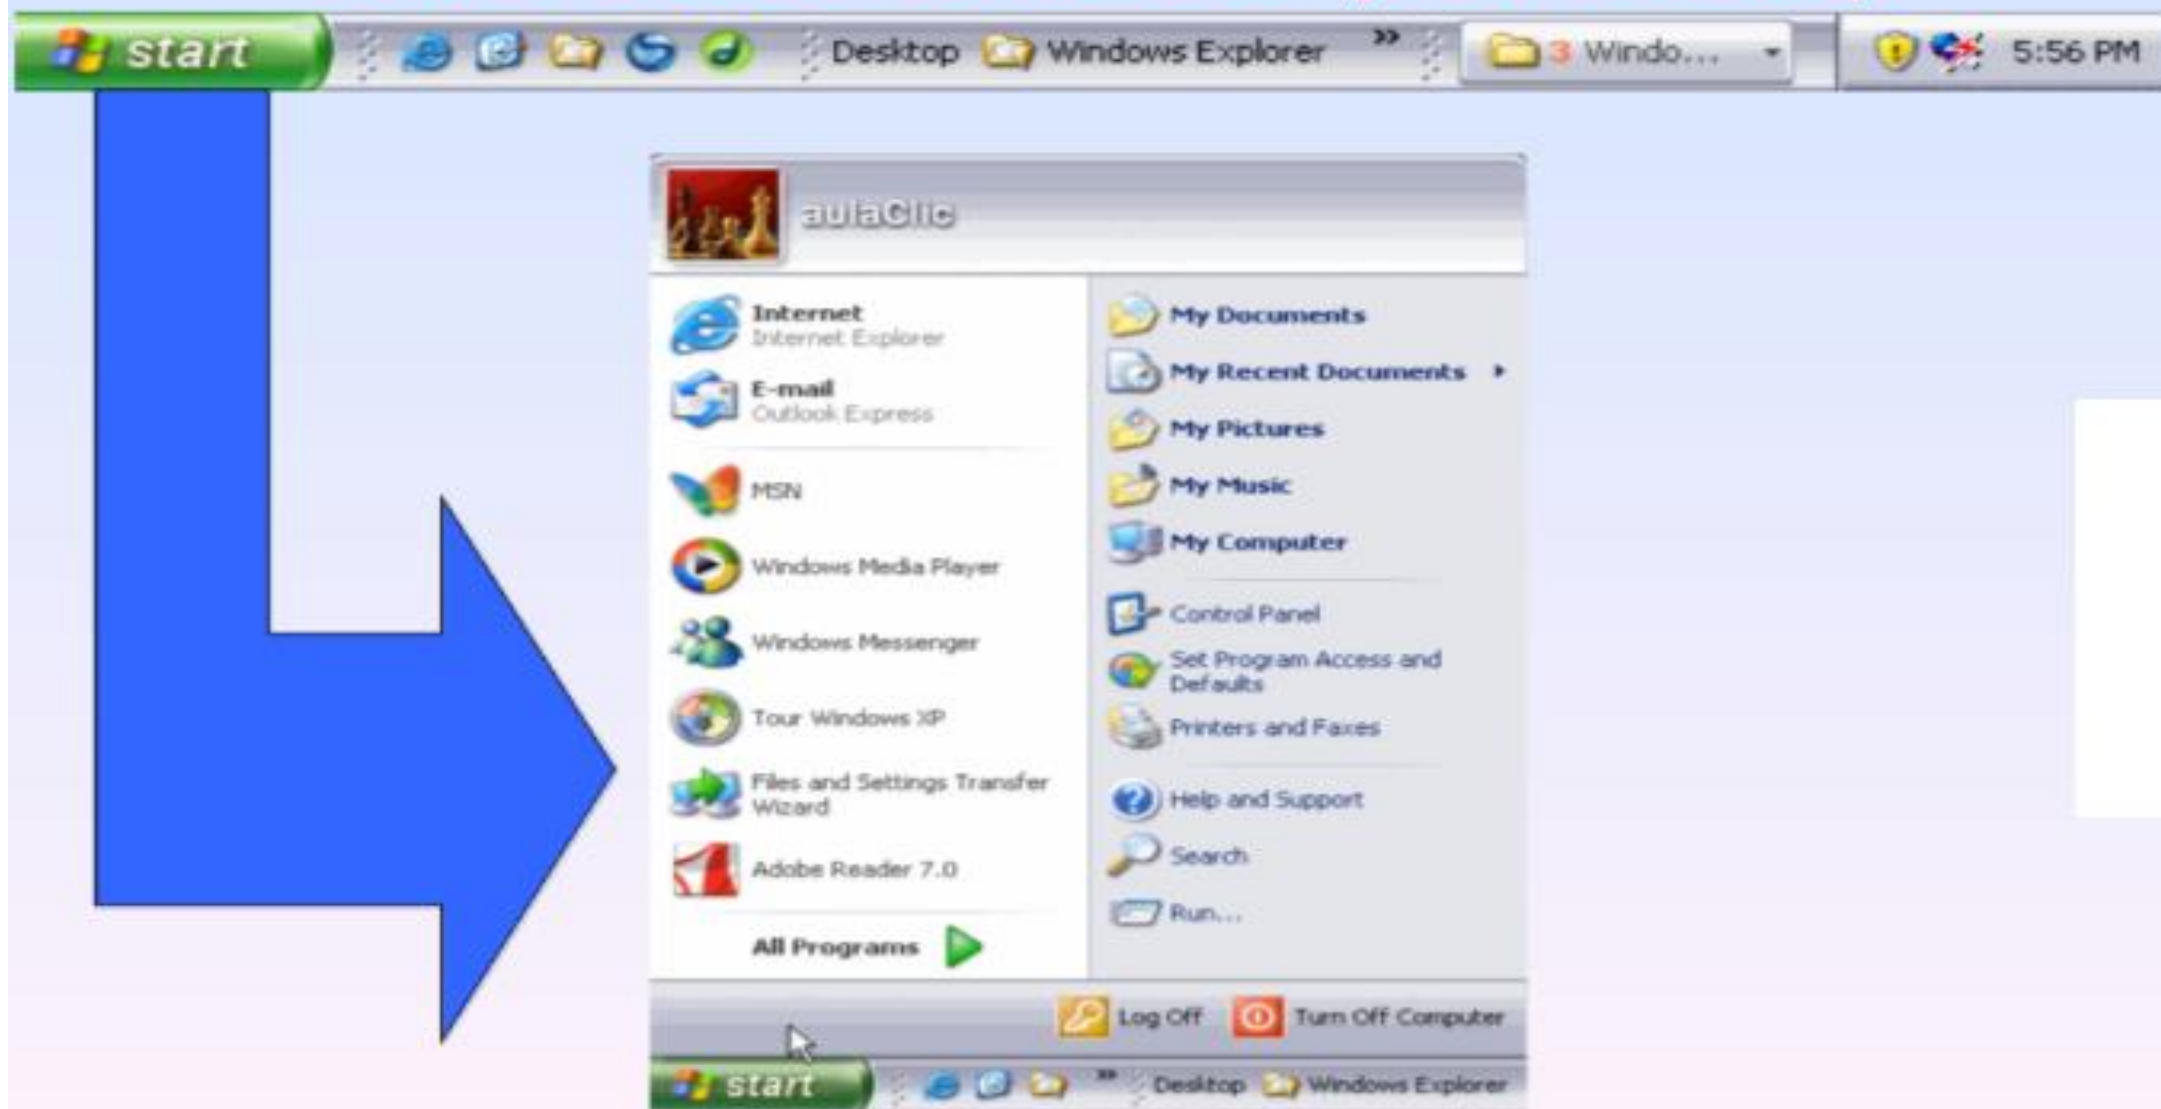 start Desktop Windows Explorer » 3 Windo... 5:56 PM
aulaClic
Internet
Internet Explorer
E-mail
Outlook Express
MSN
Windows Media Player
Windows Messenger
Tour Windows XP
Files and Settings Transfer
Wizard
Adobe Reader 7.0
All Programs
My Documents
My Recent Documents
My Pictures
My Music
My Computer
Control Panel
Set Program Access and
Defaults
Printers and Faxes
Help and Support
Search
Run...
Log Off Turn Off Computer
start » Desktop Windows Explorer